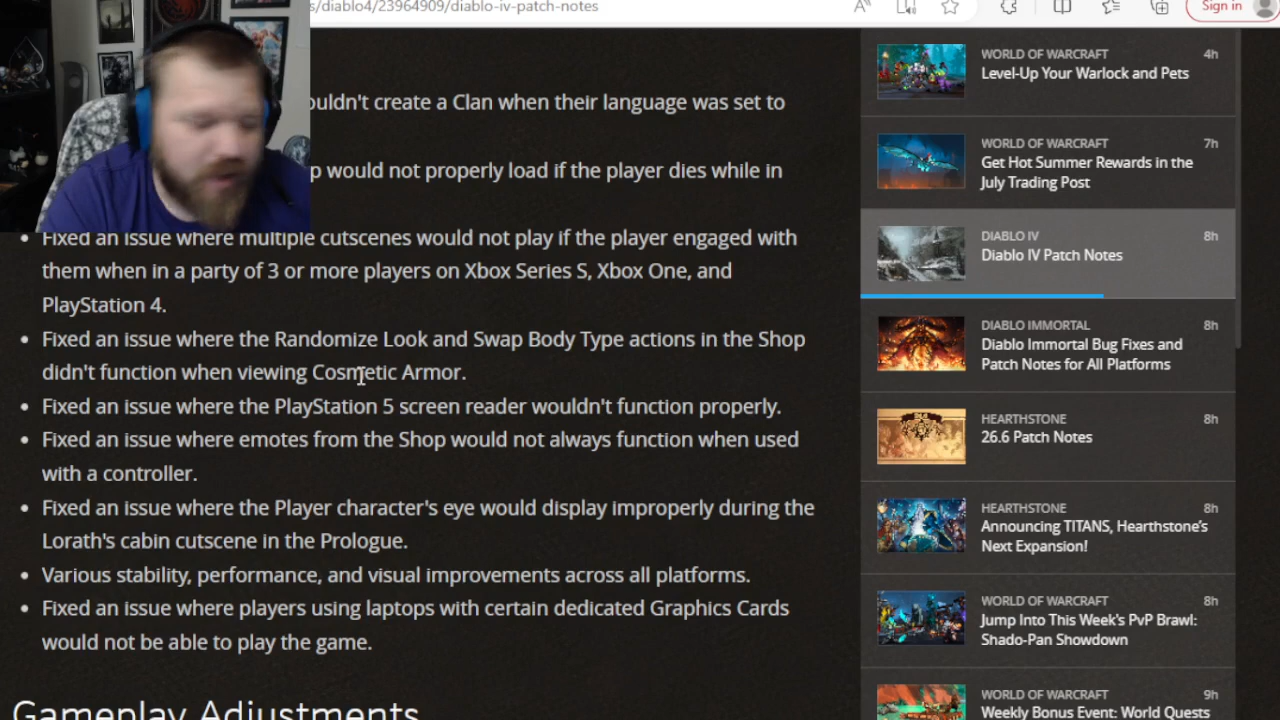 s/diablo4/23964909/diablo-iv-patch-notes
Sign in
ouldn't create a Clan when their language was set to
p would not properly load if the player dies while in
• Fixed an issue where multiple cutscenes would not play if the player engaged with
them when in a party of 3 or more players on Xbox Series S, Xbox One, and
PlayStation 4.
• Fixed an issue where the Randomize Look and Swap Body Type actions in the Shop
didn't function when viewing Cosmetic Armor.
• Fixed an issue where the PlayStation 5 screen reader wouldn't function properly.
• Fixed an issue where emotes from the Shop would not always function when used
with a controller.
• Fixed an issue where the Player character's eye would display improperly during the
Lorath's cabin cutscene in the Prologue.
• Various stability, performance, and visual improvements across all platforms.
• Fixed an issue where players using laptops with certain dedicated Graphics Cards
would not be able to play the game.
Gameplay Adjustments
WORLD OF WARCRAFT 4h
Level-Up Your Warlock and Pets
WORLD OF WARCRAFT 7h
Get Hot Summer Rewards in the
July Trading Post
DIABLO IV 8h
Diablo IV Patch Notes
DIABLO IMMORTAL 8h
Diablo Immortal Bug Fixes and
Patch Notes for All Platforms
HEARTHSTONE 8h
26.6 Patch Notes
HEARTHSTONE 8h
Announcing TITANS, Hearthstone's
Next Expansion!
WORLD OF WARCRAFT 8h
Jump Into This Week's PvP Brawl:
Shado-Pan Showdown
WORLD OF WARCRAFT 9h
Weekly Bonus Event: World Quests